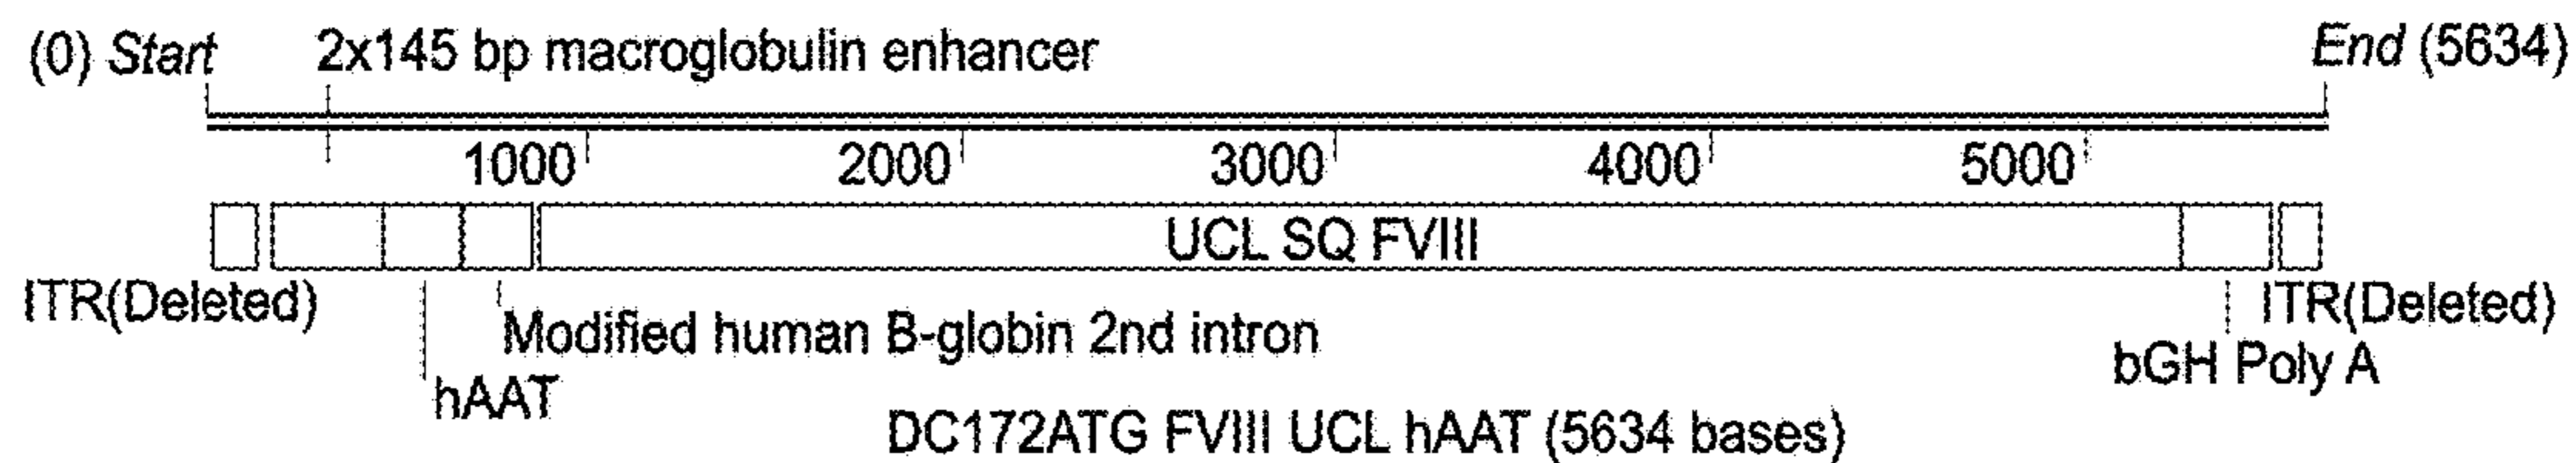 (0) Start 2x145 bp macroglobulin enhancer End (5634)
1000 2000 3000 4000 5000
UCL SQ FVIII
ITR(Deleted) ITR(Deleted)
Modified human B-globin 2nd intron
bGH Poly A
hAAT
DC172ATG FVIII UCL hAAT (5634 bases)